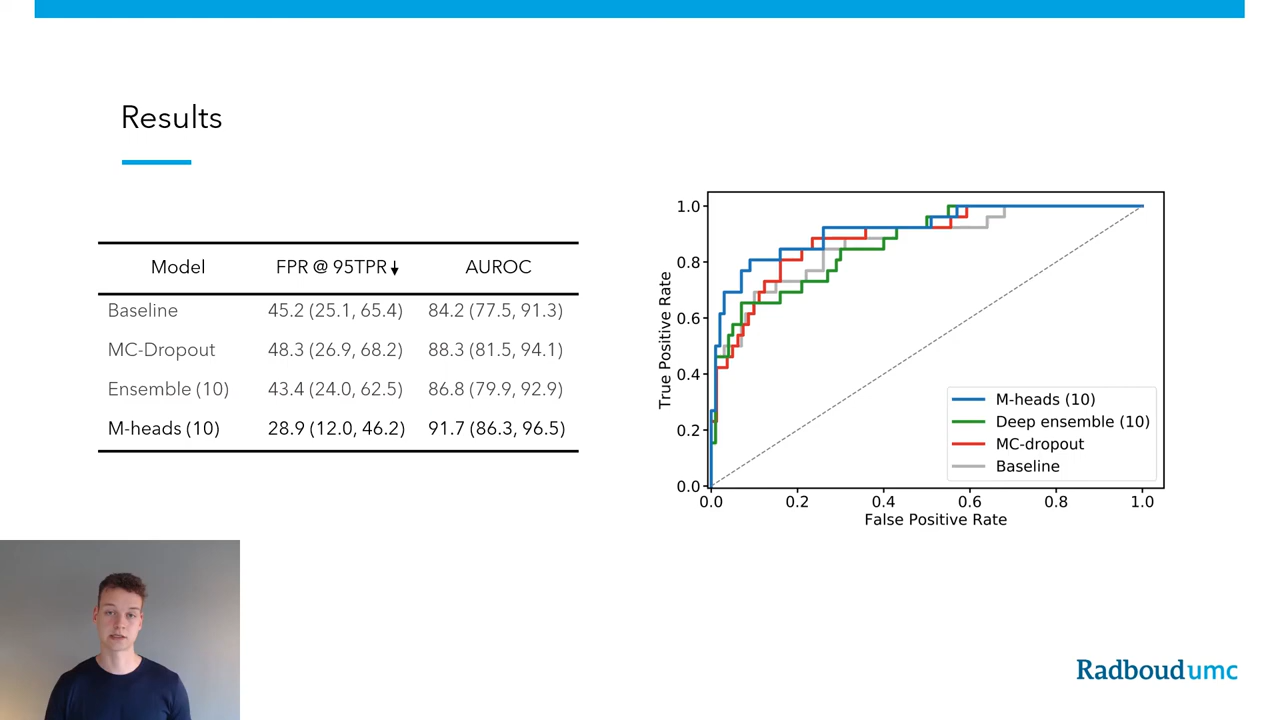 Results
Model FPR @ 95TPR↓ AUROC
Baseline 45.2 (25.1, 65.4) 84.2 (77.5, 91.3)
MC-Dropout 48.3 (26.9, 68.2) 88.3 (81.5, 94.1)
Ensemble (10) 43.4 (24.0, 62.5) 86.8 (79.9, 92.9)
M-heads (10) 28.9 (12.0, 46.2) 91.7 (86.3, 96.5)
True Positive Rate
1.0
0.8
0.6
0.4
0.2
0.0
M-heads (10)
Deep ensemble (10)
MC-dropout
Baseline
0.0 0.2 0.4 0.6 0.8 1.0
False Positive Rate
Radboudumc